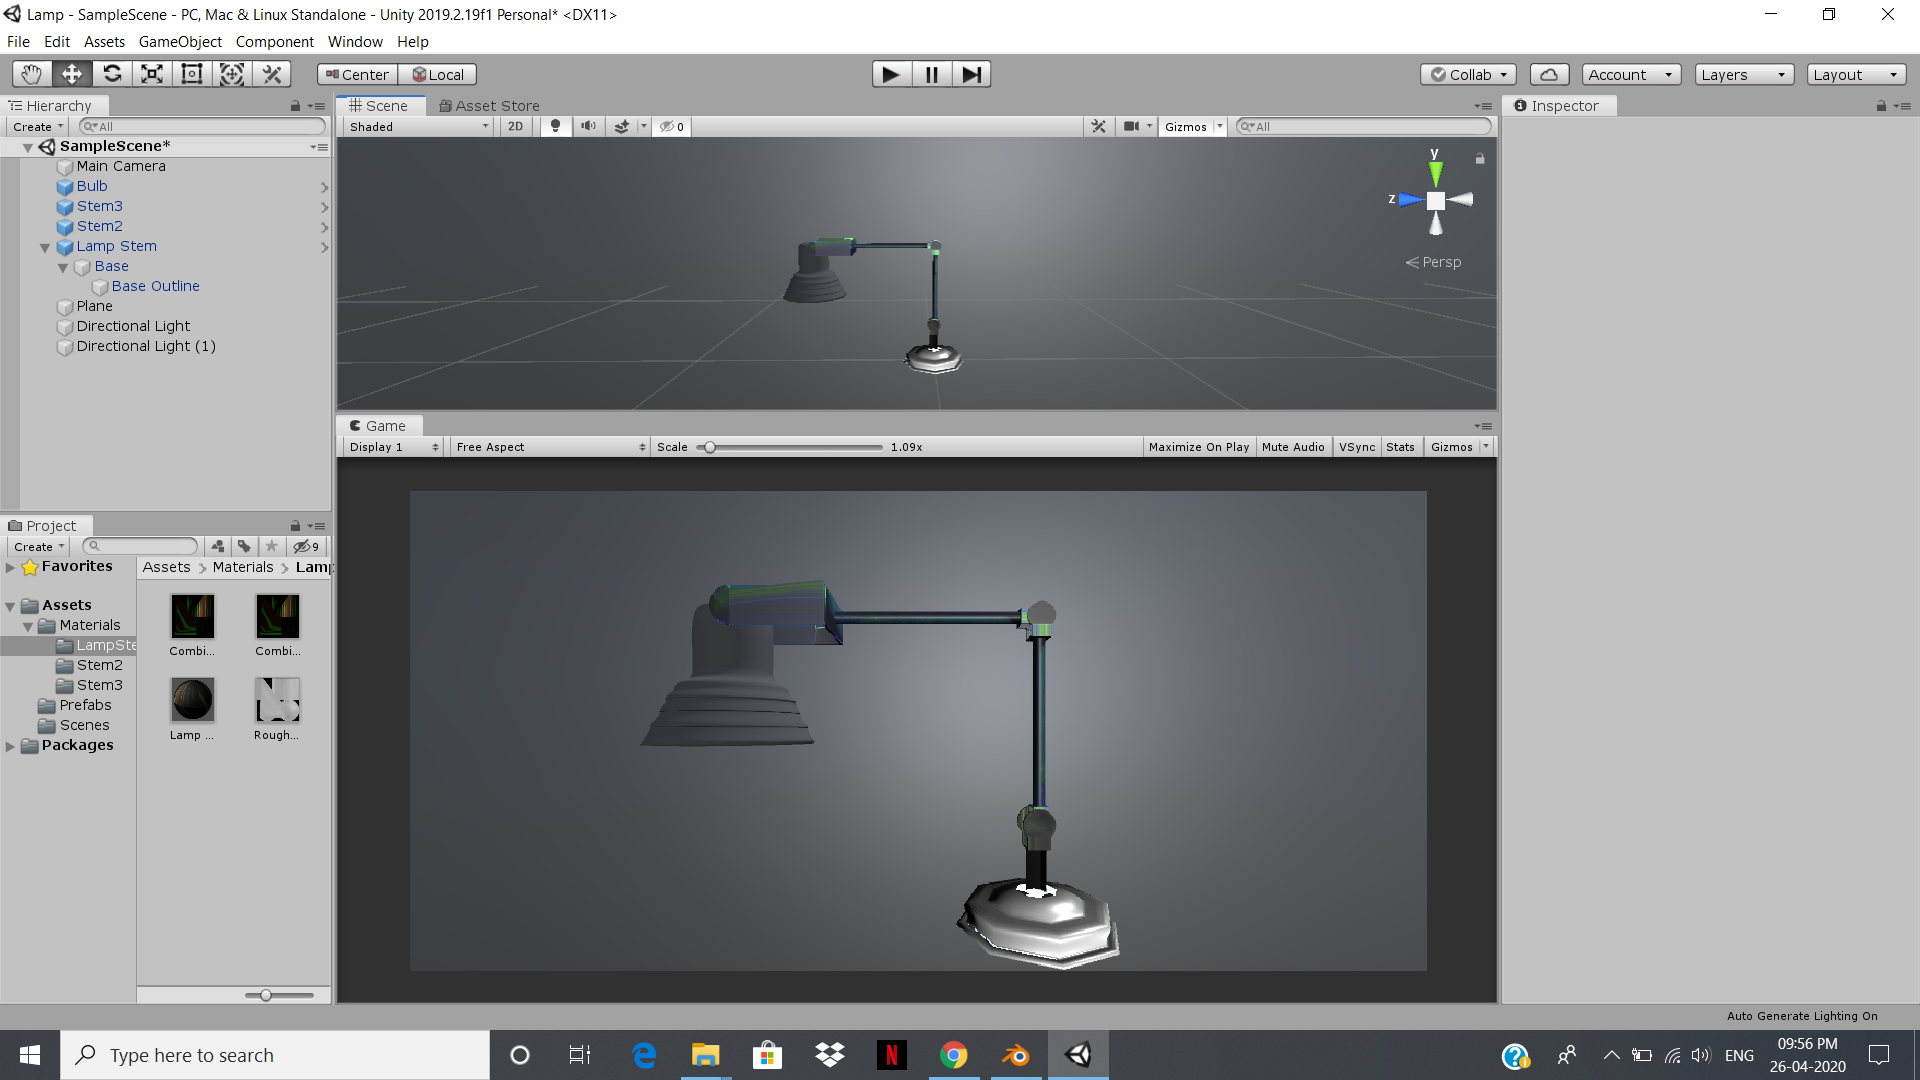 Lamp - SampleScene - PC, Mac & Linux Standalone - Unity 2019.2.19f1 Personal* <DX11>
File Edit Assets GameObject Component Window Help
Center Local Collab Account Layers Layout
Hierarchy
Create All
SampleScene*
Main Camera
Bulb
Stem3
Stem2
Lamp Stem
Base
Base Outline
Plane
Directional Light
Directional Light (1)
Scene Asset Store
Shaded 2D 0 Gizmos All
y
z
Persp
Inspector
Game
Display 1 Free Aspect Scale 1.09x Maximize On Play Mute Audio VSync Stats Gizmos
Project
Create 9
Favorites
Assets
Materials
LampSte
Stem2
Stem3
Prefabs
Scenes
Packages
Assets Materials Lamp
Combi... Combi...
Lamp ... Rough...
Auto Generate Lighting On
Type here to search
N
ENG
09:56 PM
26-04-2020